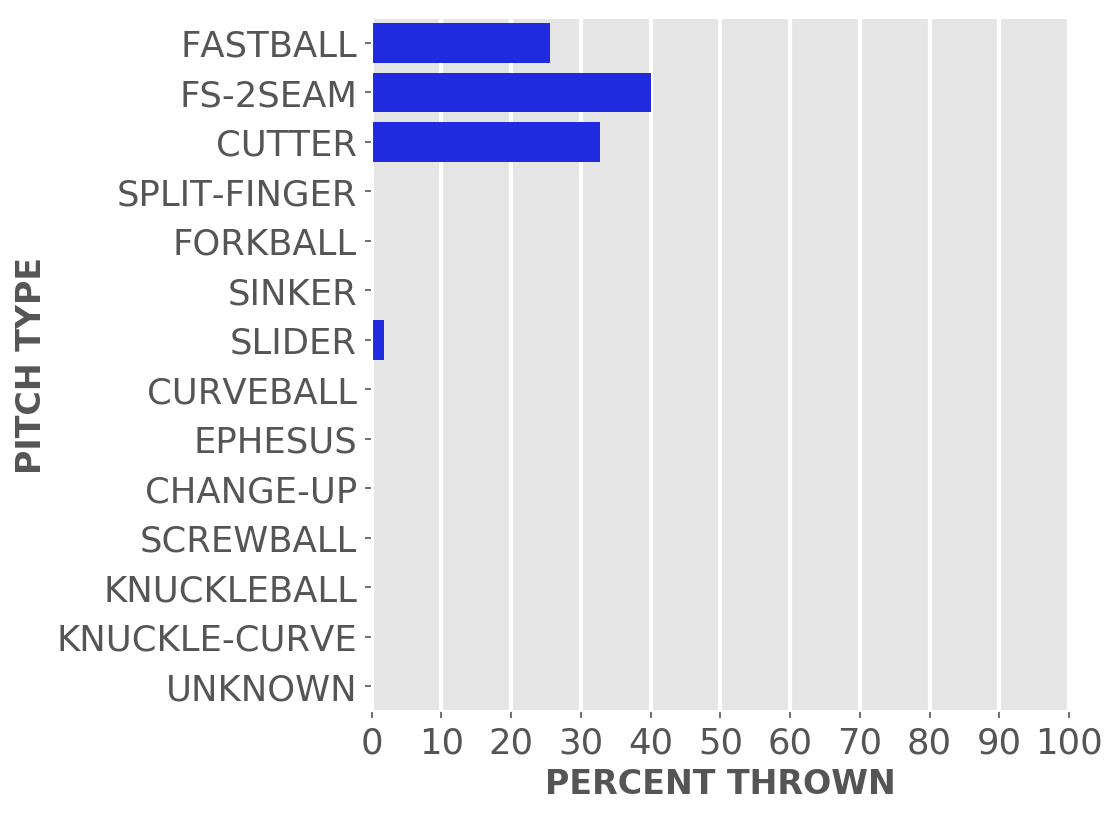 FASTBALL
FS-2SEAM
CUTTER
SPLIT-FINGER
FORKBALL
SINKER
SLIDER
CURVEBALL
EPHESUS
CHANGE-UP
SCREWBALL
KNUCKLEBALL
KNUCKLE-CURVE
UNKNOWN
PITCH TYPE
0 10 20 30 40 50 60 70 80 90 100
PERCENT THROWN